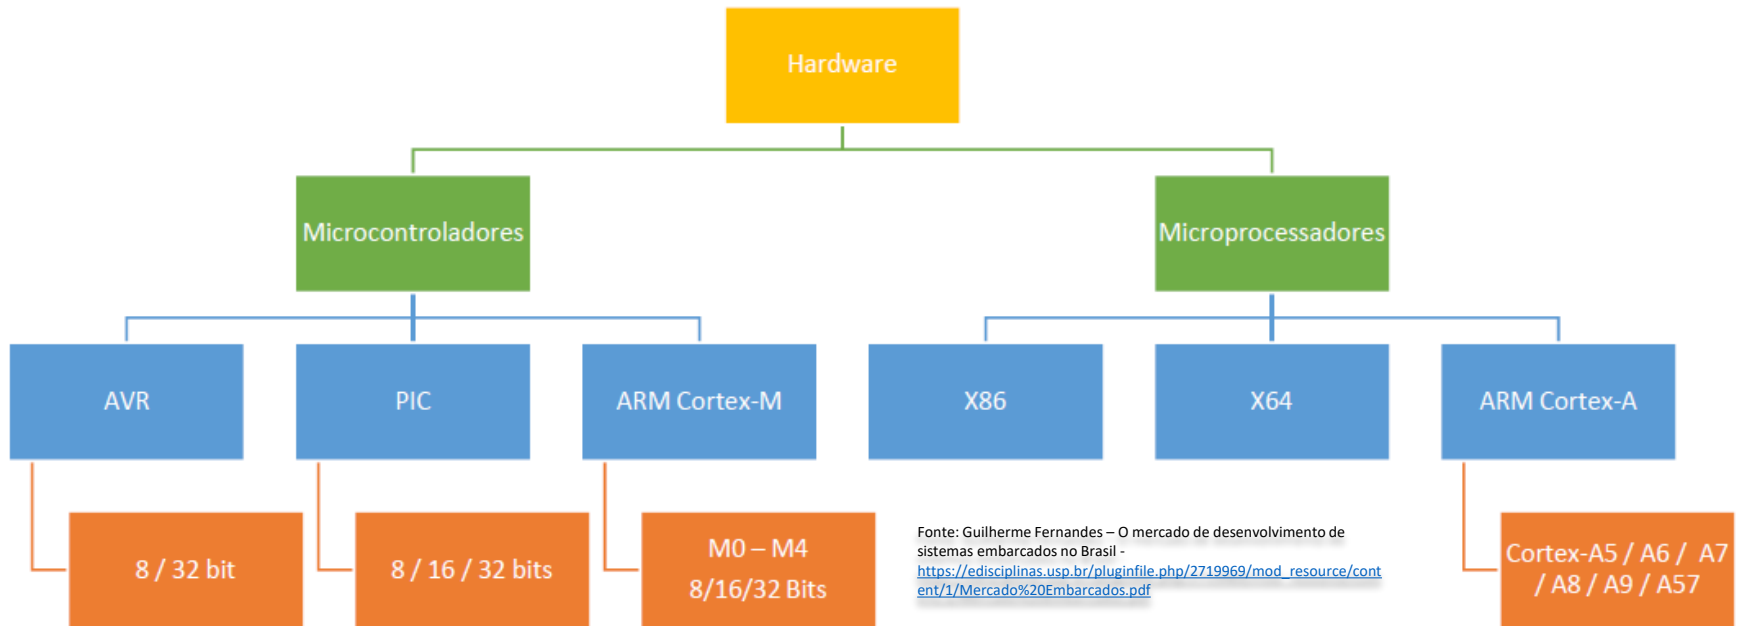 Hardware
Microcontroladores
Microprocessadores
AVR
PIC
ARM Cortex-M
X86
X64
ARM Cortex-A
8 / 32 bit
8 / 16 / 32 bits
M0 – M4
8/16/32 Bits
Fonte: Guilherme Fernandes – O mercado de desenvolvimento de
sistemas embarcados no Brasil -
https://edisciplinas.usp.br/pluginfile.php/2719969/mod_resource/cont
ent/1/Mercado%20Embarcados.pdf
Cortex-A5 / A6 / A7
/ A8 / A9 / A57